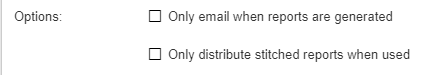 Options: Only email when reports are generated
Only distribute stitched reports when used